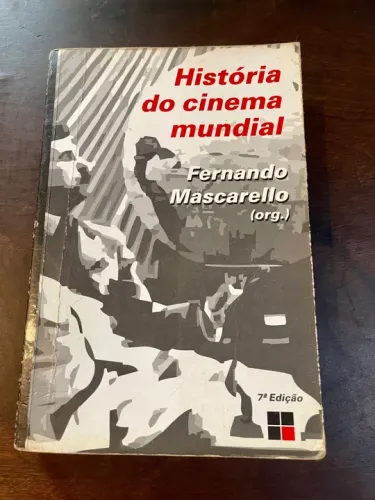 História
do cinema
mundial
Fernando
Mascarello
(org.)
7ª Edição